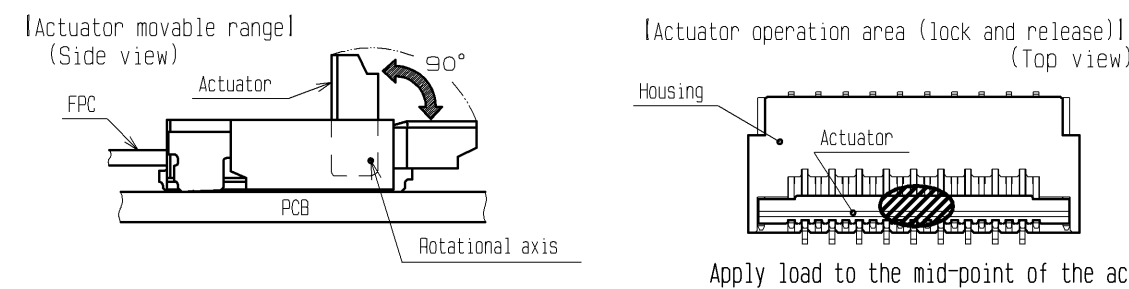 【Actuator movable range】
(Side view)
Actuator
90°
FPC
PCB
Rotational axis
【Actuator operation area (lock and release)】
(Top view)
Housing
Actuator
Apply load to the mid-point of the